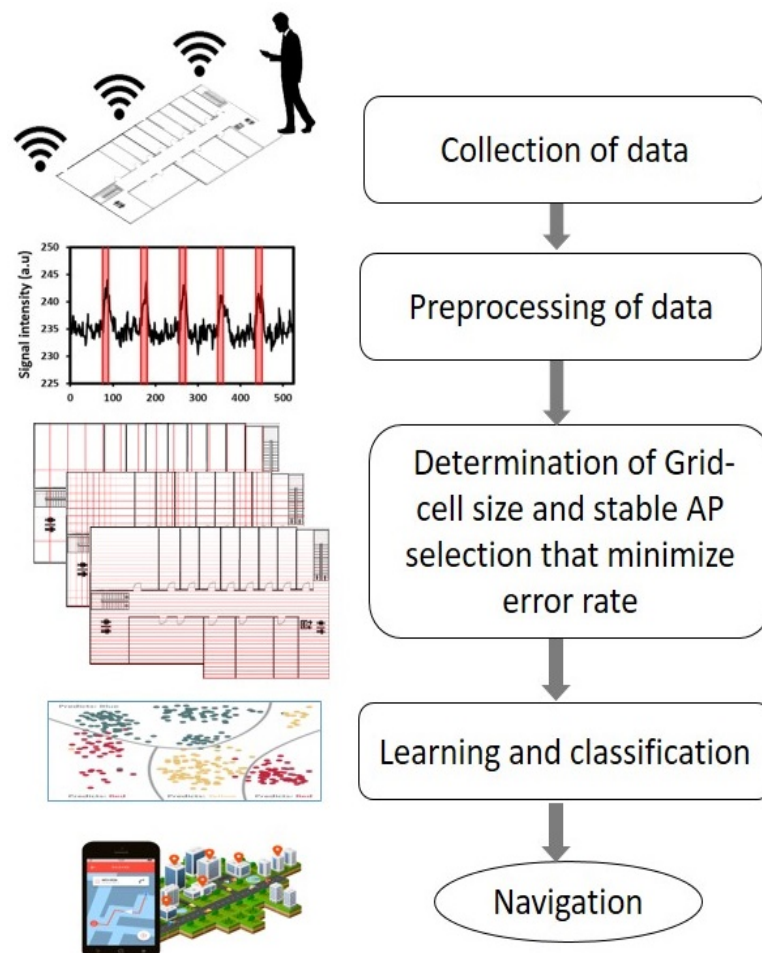 Collection of data
250
245
240
235
230
225
Signal intensity (a.u)
0
100
200
300
400
500
Preprocessing of data
Determination of Grid-
cell size and stable AP
selection that minimize
error rate
Predicts: Blue
Predicts: Red
Predicts: Yellow
Predicts: Red
Learning and classification
Navigation